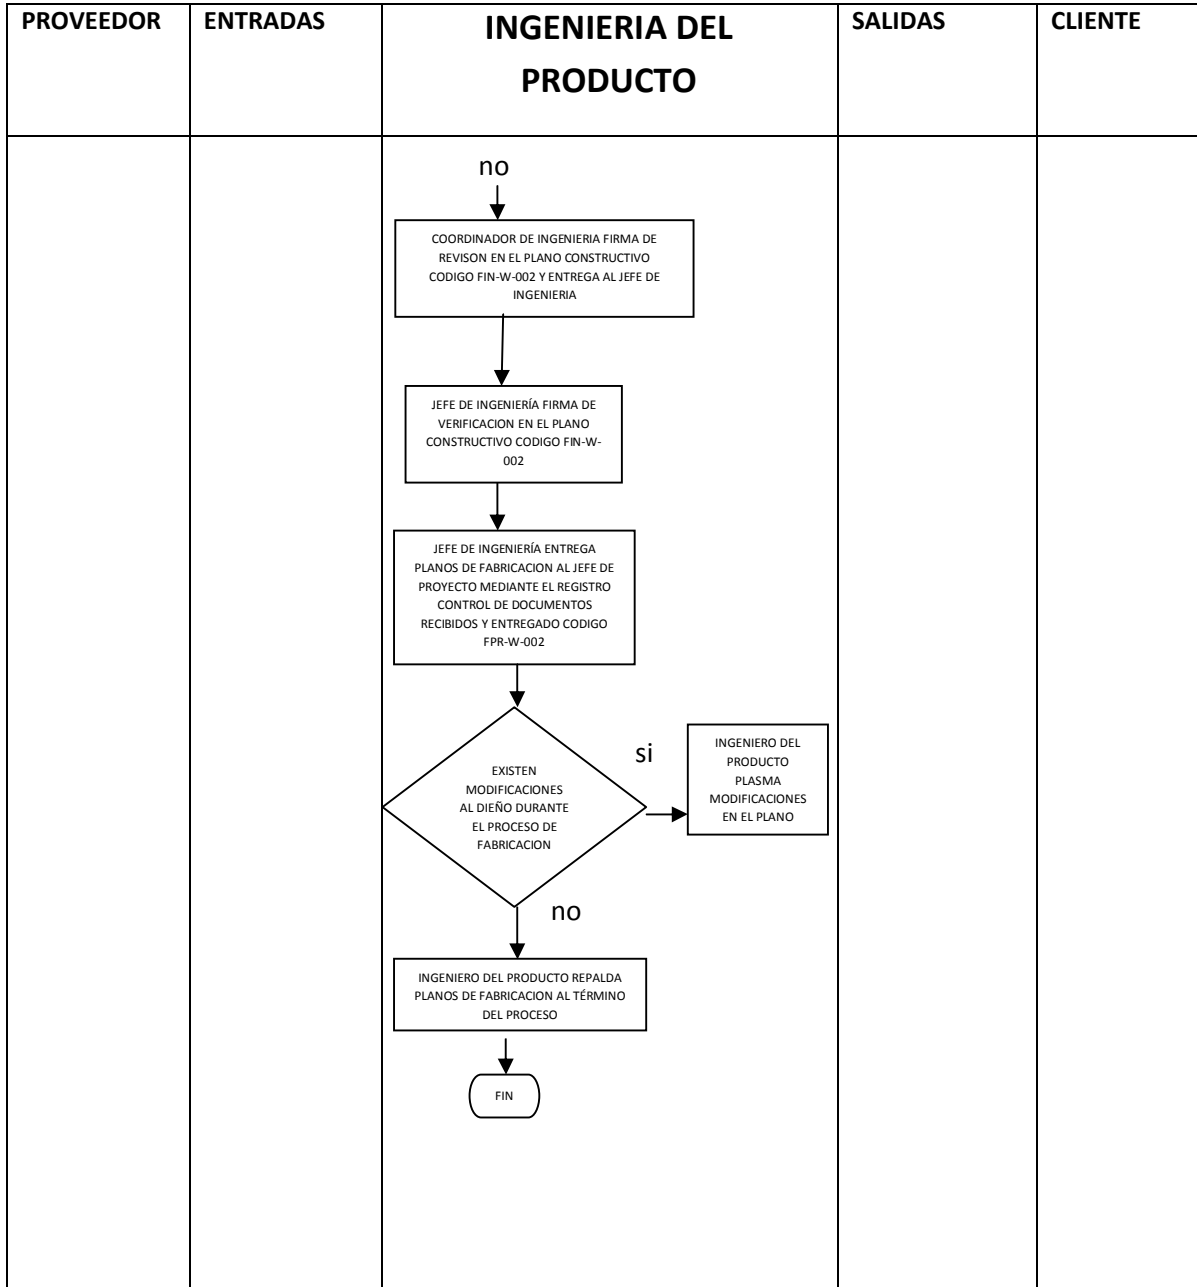 PROVEEDOR
ENTRADAS
INGENIERIA DEL
PRODUCTO
SALIDAS
CLIENTE
no
COORDINADOR DE INGENIERIA FIRMA DE
REVISON EN EL PLANO CONSTRUCTIVO
CODIGO FIN-W-002 Y ENTREGA AL JEFE DE
INGENIERIA
JEFE DE INGENIERÍA FIRMA DE
VERIFICACION EN EL PLANO
CONSTRUCTIVO CODIGO FIN-W-
002
JEFE DE INGENIERÍA ENTREGA
PLANOS DE FABRICACION AL JEFE DE
PROYECTO MEDIANTE EL REGISTRO
CONTROL DE DOCUMENTOS
RECIBIDOS Y ENTREGADO CODIGO
FPR-W-002
EXISTEN
MODIFICACIONES
AL DIEÑO DURANTE
EL PROCESO DE
FABRICACION
si
INGENIERO DEL
PRODUCTO
PLASMA
MODIFICACIONES
EN EL PLANO
no
INGENIERO DEL PRODUCTO REPALDA
PLANOS DE FABRICACION AL TÉRMINO
DEL PROCESO
FIN